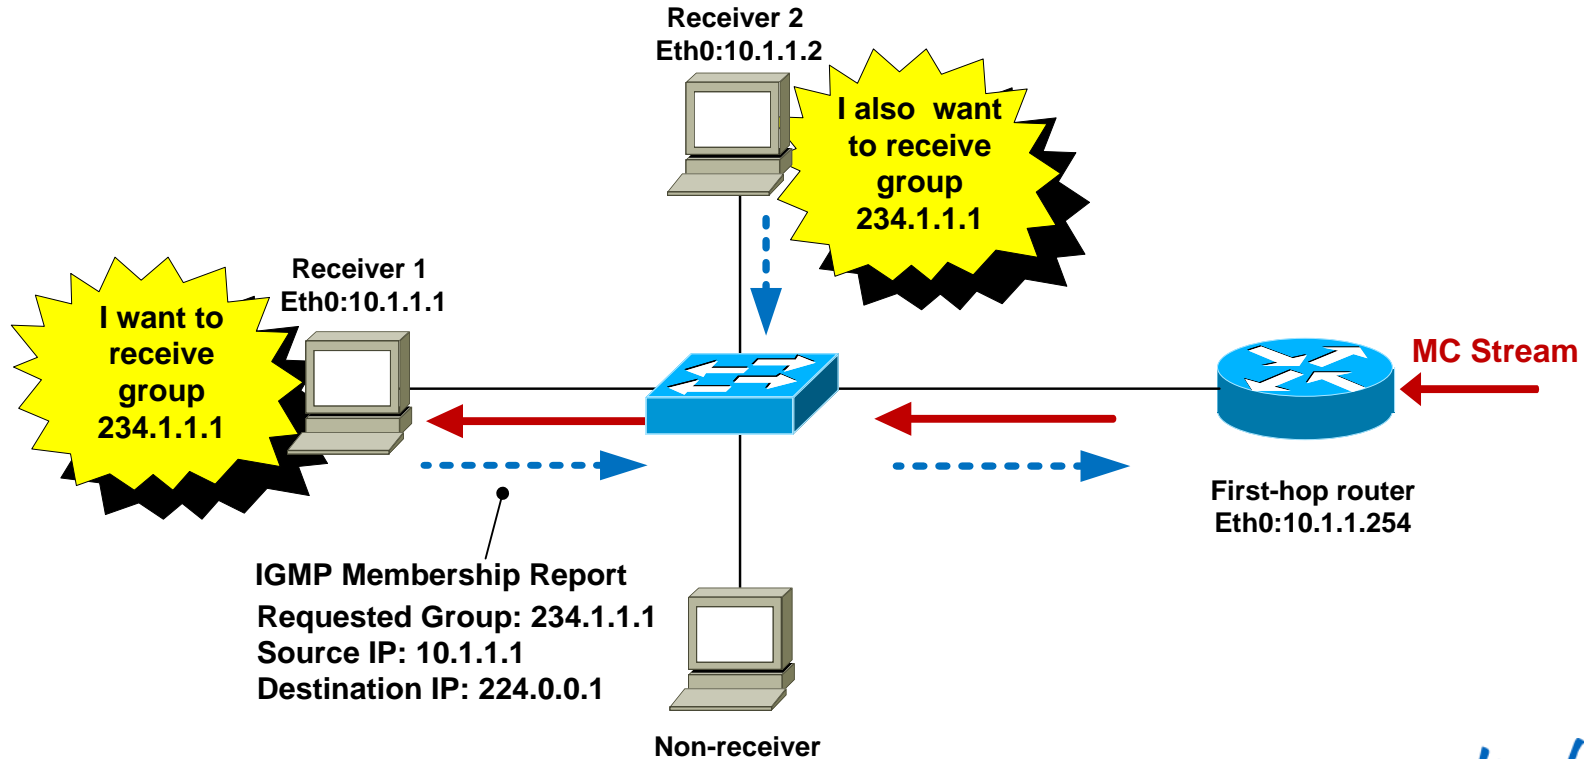 Receiver 2
Eth0:10.1.1.2
I also want
to receive
group
234.1.1.1
Receiver 1
Eth0:10.1.1.1
I want to
receive
group
234.1.1.1
MC Stream
First-hop router
Eth0:10.1.1.254
IGMP Membership Report
Requested Group: 234.1.1.1
Source IP: 10.1.1.1
Destination IP: 224.0.0.1
Non-receiver